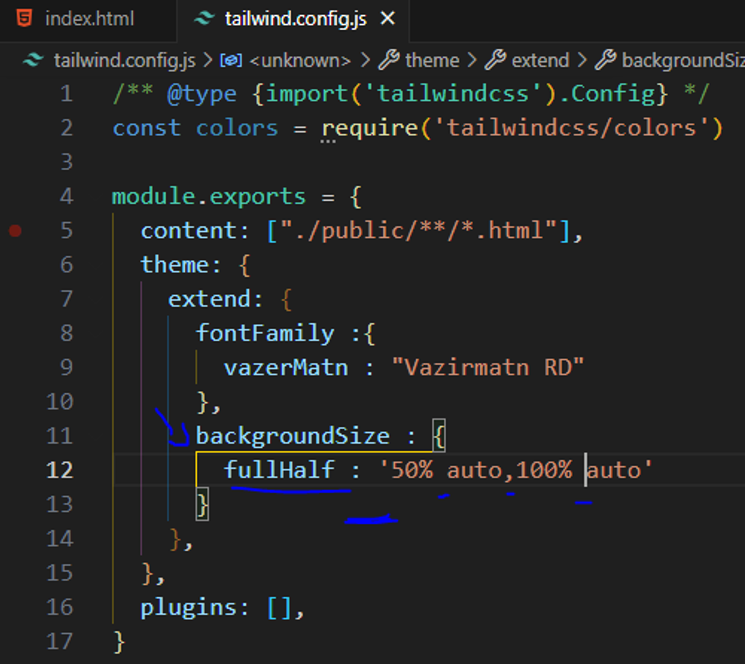 index.html tailwind.config.js ×
tailwind.config.js > <unknown> > theme > extend > backgroundSiz
1 /** @type {import('tailwindcss').Config} */
2 const colors = require('tailwindcss/colors')
3
4 module.exports = {
5 content: ["./public/**/*.html"],
6 theme: {
7 extend: {
8 fontFamily :{
9 vazerMatn : "Vazirmatn RD"
10 },
11 backgroundSize : {
12 fullHalf : '50% auto,100% auto'
13 }
14 },
15 },
16 plugins: [],
17 }